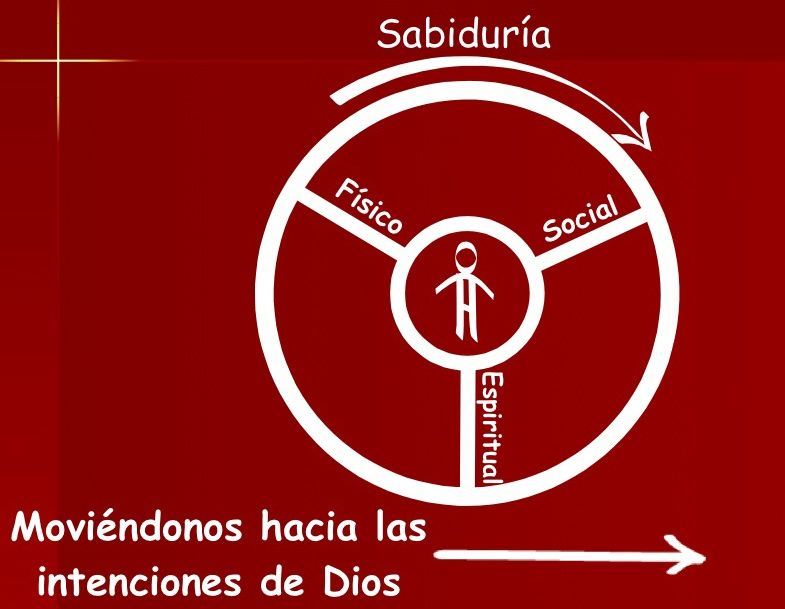 Sabiduría
Físico
Social
Espiritual
Moviéndonos hacia las
intenciones de Dios